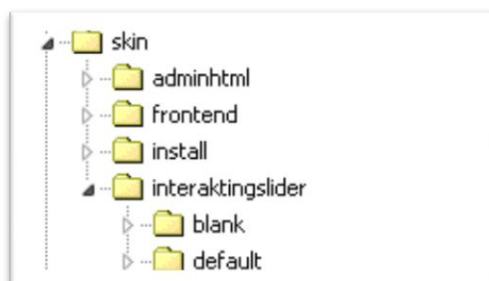 skin
adminhtml
frontend
install
interaktingslider
blank
default